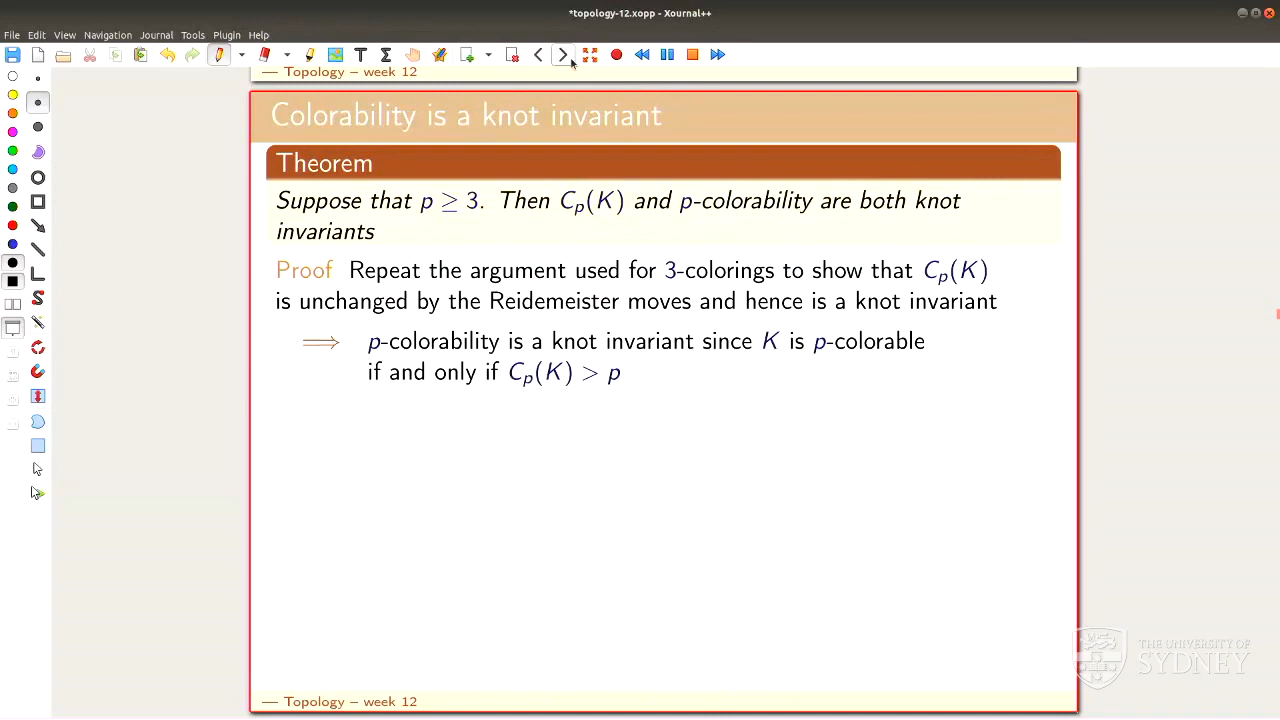 *topology-12.xopp - Xournal++
File Edit View Navigation Journal Tools Plugin Help
— Topology – week 12
Colorability is a knot invariant
Theorem
Suppose that p ≥ 3. Then Cₚ(K) and p-colorability are both knot
invariants
Proof Repeat the argument used for 3-colorings to show that Cₚ(K)
is unchanged by the Reidemeister moves and hence is a knot invariant
⟹ p-colorability is a knot invariant since K is p-colorable
if and only if Cₚ(K) > p
THE UNIVERSITY OF
SYDNEY
— Topology – week 12